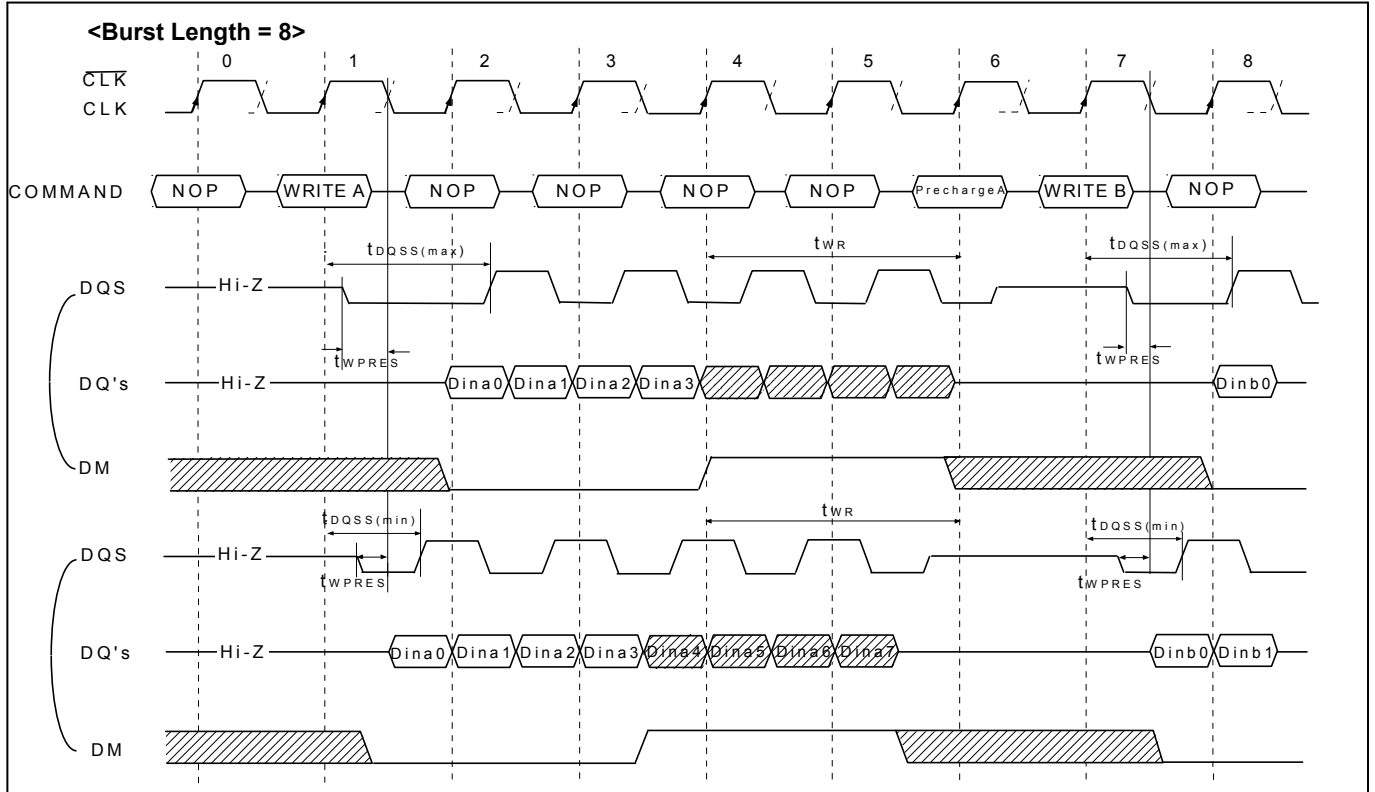 <Burst Length = 8>
0 1 2 3 4 5 6 7 8
CLK
CLK
COMMAND NOP WRITE A NOP NOP NOP NOP PrechargeA WRITE B NOP
tDQSS(max) tWR tDQSS(max)
DQS Hi-Z
tWPRES tWPRES
DQ's Hi-Z Dina0 Dina1 Dina2 Dina3 Dinb0
DM
tDQSS(min) tWR tDQSS(min)
DQS Hi-Z
tWPRES tWPRES
DQ's Hi-Z Dina0 Dina1 Dina2 Dina3 Dina4 Dina5 Dina6 Dina7 Dinb0 Dinb1
DM